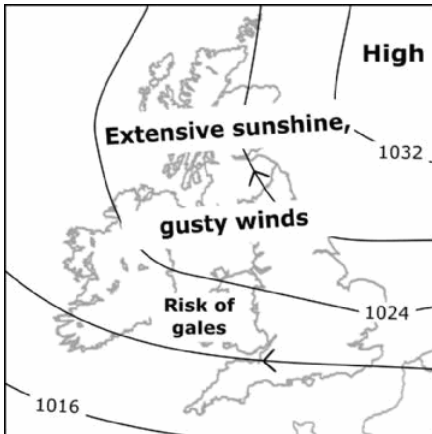 High
Extensive sunshine,
1032
gusty winds
Risk of
gales
1024
1016